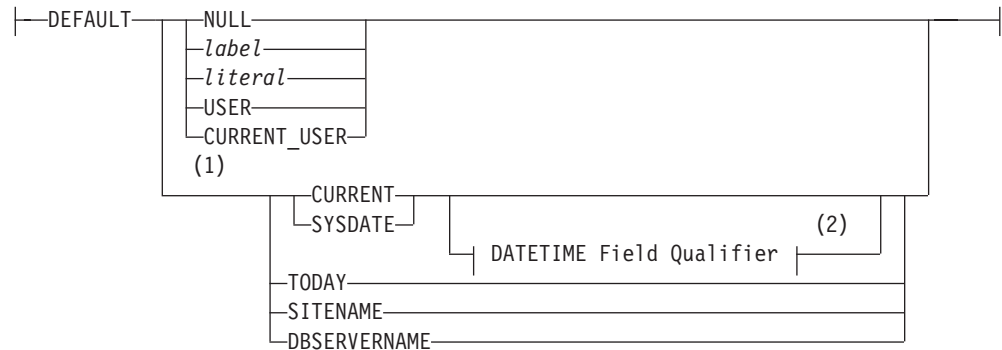 DEFAULT NULL
label
literal
USER
CURRENT_USER
(1)
CURRENT
SYSDATE (2)
DATETIME Field Qualifier
TODAY
SITENAME
DBSERVERNAME